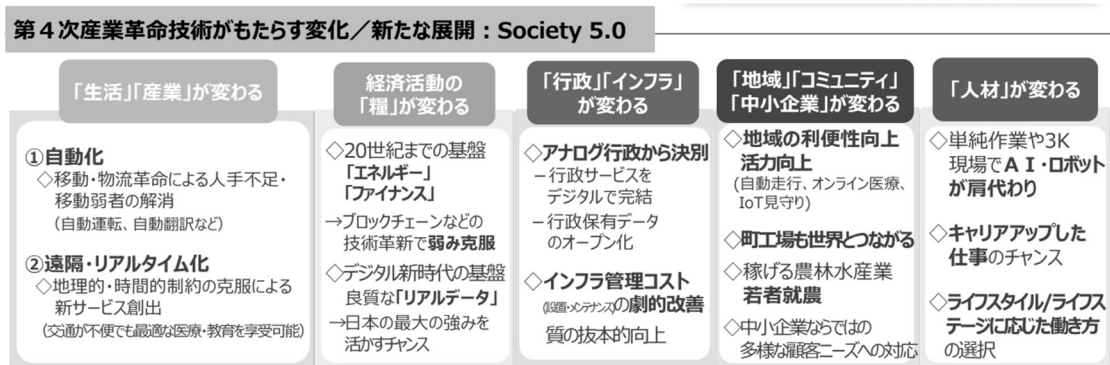 第4次産業革命技術がもたらす変化／新たな展開：Society 5.0
「生活」「産業」が変わる
①自動化
◇移動・物流革命による人手不足・
移動弱者の解消
（自動運転、自動翻訳など）
②遠隔・リアルタイム化
◇地理的・時間的制約の克服による
新サービス創出
（交通が不便でも最適な医療・教育を享受可能）
経済活動の
「糧」が変わる
◇20世紀までの基盤
「エネルギー」
「ファイナンス」
→ブロックチェーンなどの
技術革新で弱み克服
◇デジタル新時代の基盤
良質な「リアルデータ」
→日本の最大の強みを
活かすチャンス
「行政」「インフラ」
が変わる
◇アナログ行政から決別
－行政サービスを
デジタルで完結
－行政保有データ
のオープン化
◇インフラ管理コスト
（設置・メンテナンス）の劇的改善
質の抜本的向上
「地域」「コミュニティ」
「中小企業」が変わる
◇地域の利便性向上
活力向上
（自動走行、オンライン医療、
IoT見守り）
◇町工場も世界とつながる
◇稼げる農林水産業
若者就農
◇中小企業ならではの
多様な顧客ニーズへの対応
「人材」が変わる
◇単純作業や3K
現場でＡＩ・ロボット
が肩代わり
◇キャリアアップした
仕事のチャンス
◇ライフスタイル/ライフス
テージに応じた働き方
の選択